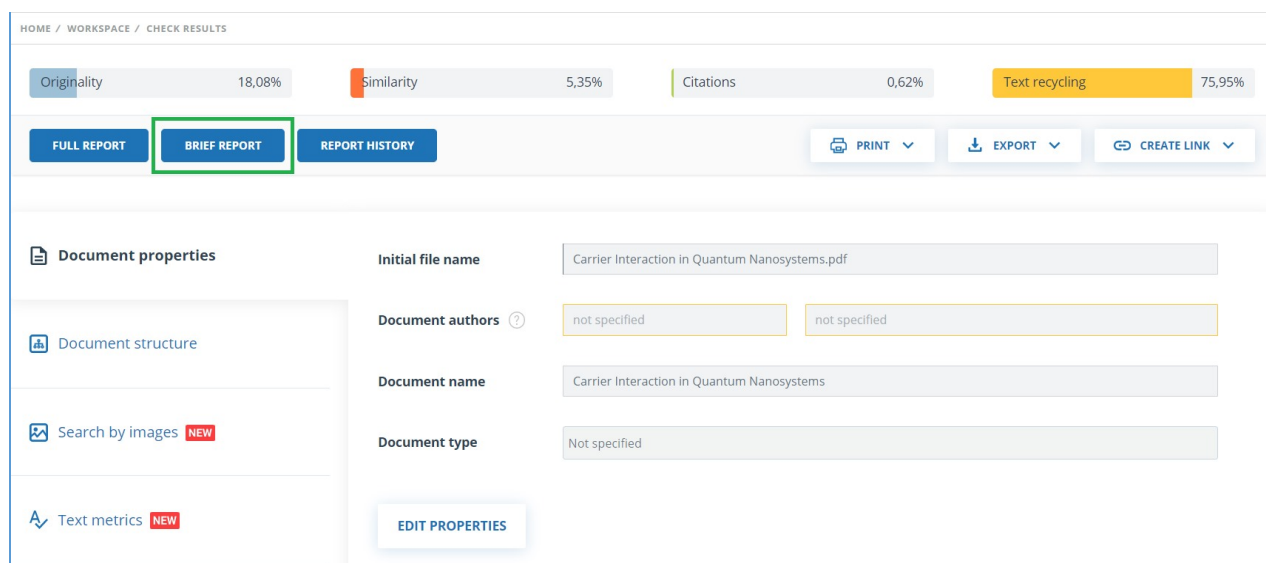 HOME / WORKSPACE / CHECK RESULTS
Originality 18,08% Similarity 5,35% Citations 0,62% Text recycling 75,95%
FULL REPORT BRIEF REPORT REPORT HISTORY PRINT EXPORT CREATE LINK
Document properties
Initial file name Carrier Interaction in Quantum Nanosystems.pdf
Document authors ? not specified not specified
Document structure
Document name Carrier Interaction in Quantum Nanosystems
Search by images NEW
Document type Not specified
Text metrics NEW
EDIT PROPERTIES